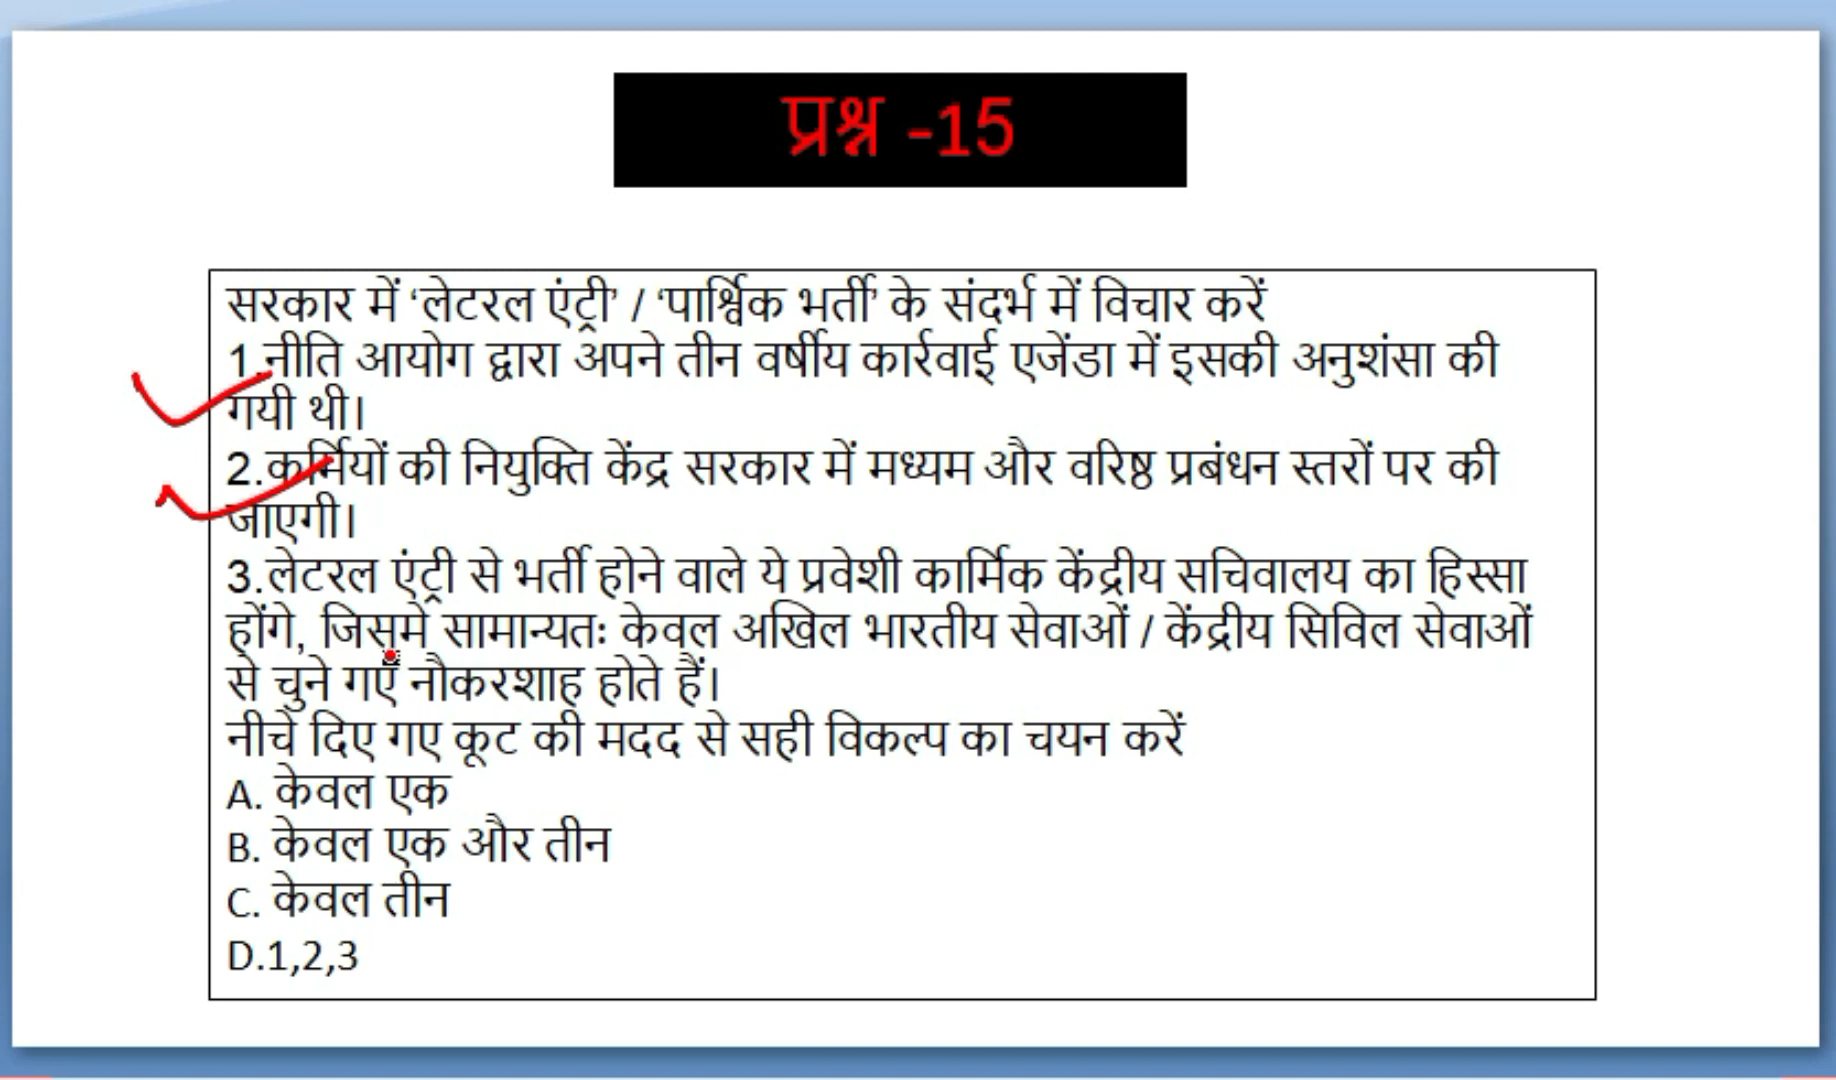 प्रश्न -15
सरकार में ‘लेटरल एंट्री’ / ‘पार्श्विक भर्ती’ के संदर्भ में विचार करें
1.नीति आयोग द्वारा अपने तीन वर्षीय कार्रवाई एजेंडा में इसकी अनुशंसा की
गयी थी।
2.कर्मियों की नियुक्ति केंद्र सरकार में मध्यम और वरिष्ठ प्रबंधन स्तरों पर की
जाएगी।
3.लेटरल एंट्री से भर्ती होने वाले ये प्रवेशी कार्मिक केंद्रीय सचिवालय का हिस्सा
होंगे, जिसमें सामान्यतः केवल अखिल भारतीय सेवाओं / केंद्रीय सिविल सेवाओं
से चुने गएँ नौकरशाह होते हैं।
नीचे दिए गए कूट की मदद से सही विकल्प का चयन करें
A. केवल एक
B. केवल एक और तीन
C. केवल तीन
D.1,2,3